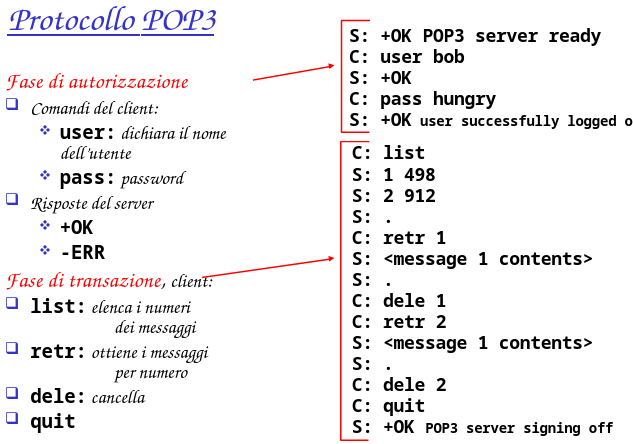 Protocollo POP3
Fase di autorizzazione
Comandi del client:
user: dichiara il nome
dell'utente
pass: password
Risposte del server
+OK
-ERR
Fase di transazione, client:
list: elenca i numeri
dei messaggi
retr: ottiene i messaggi
per numero
dele: cancella
quit
S: +OK POP3 server ready
C: user bob
S: +OK
C: pass hungry
S: +OK user successfully logged o
C: list
S: 1 498
S: 2 912
S: .
C: retr 1
S: <message 1 contents>
S: .
C: dele 1
C: retr 2
S: <message 1 contents>
S: .
C: dele 2
C: quit
S: +OK POP3 server signing off